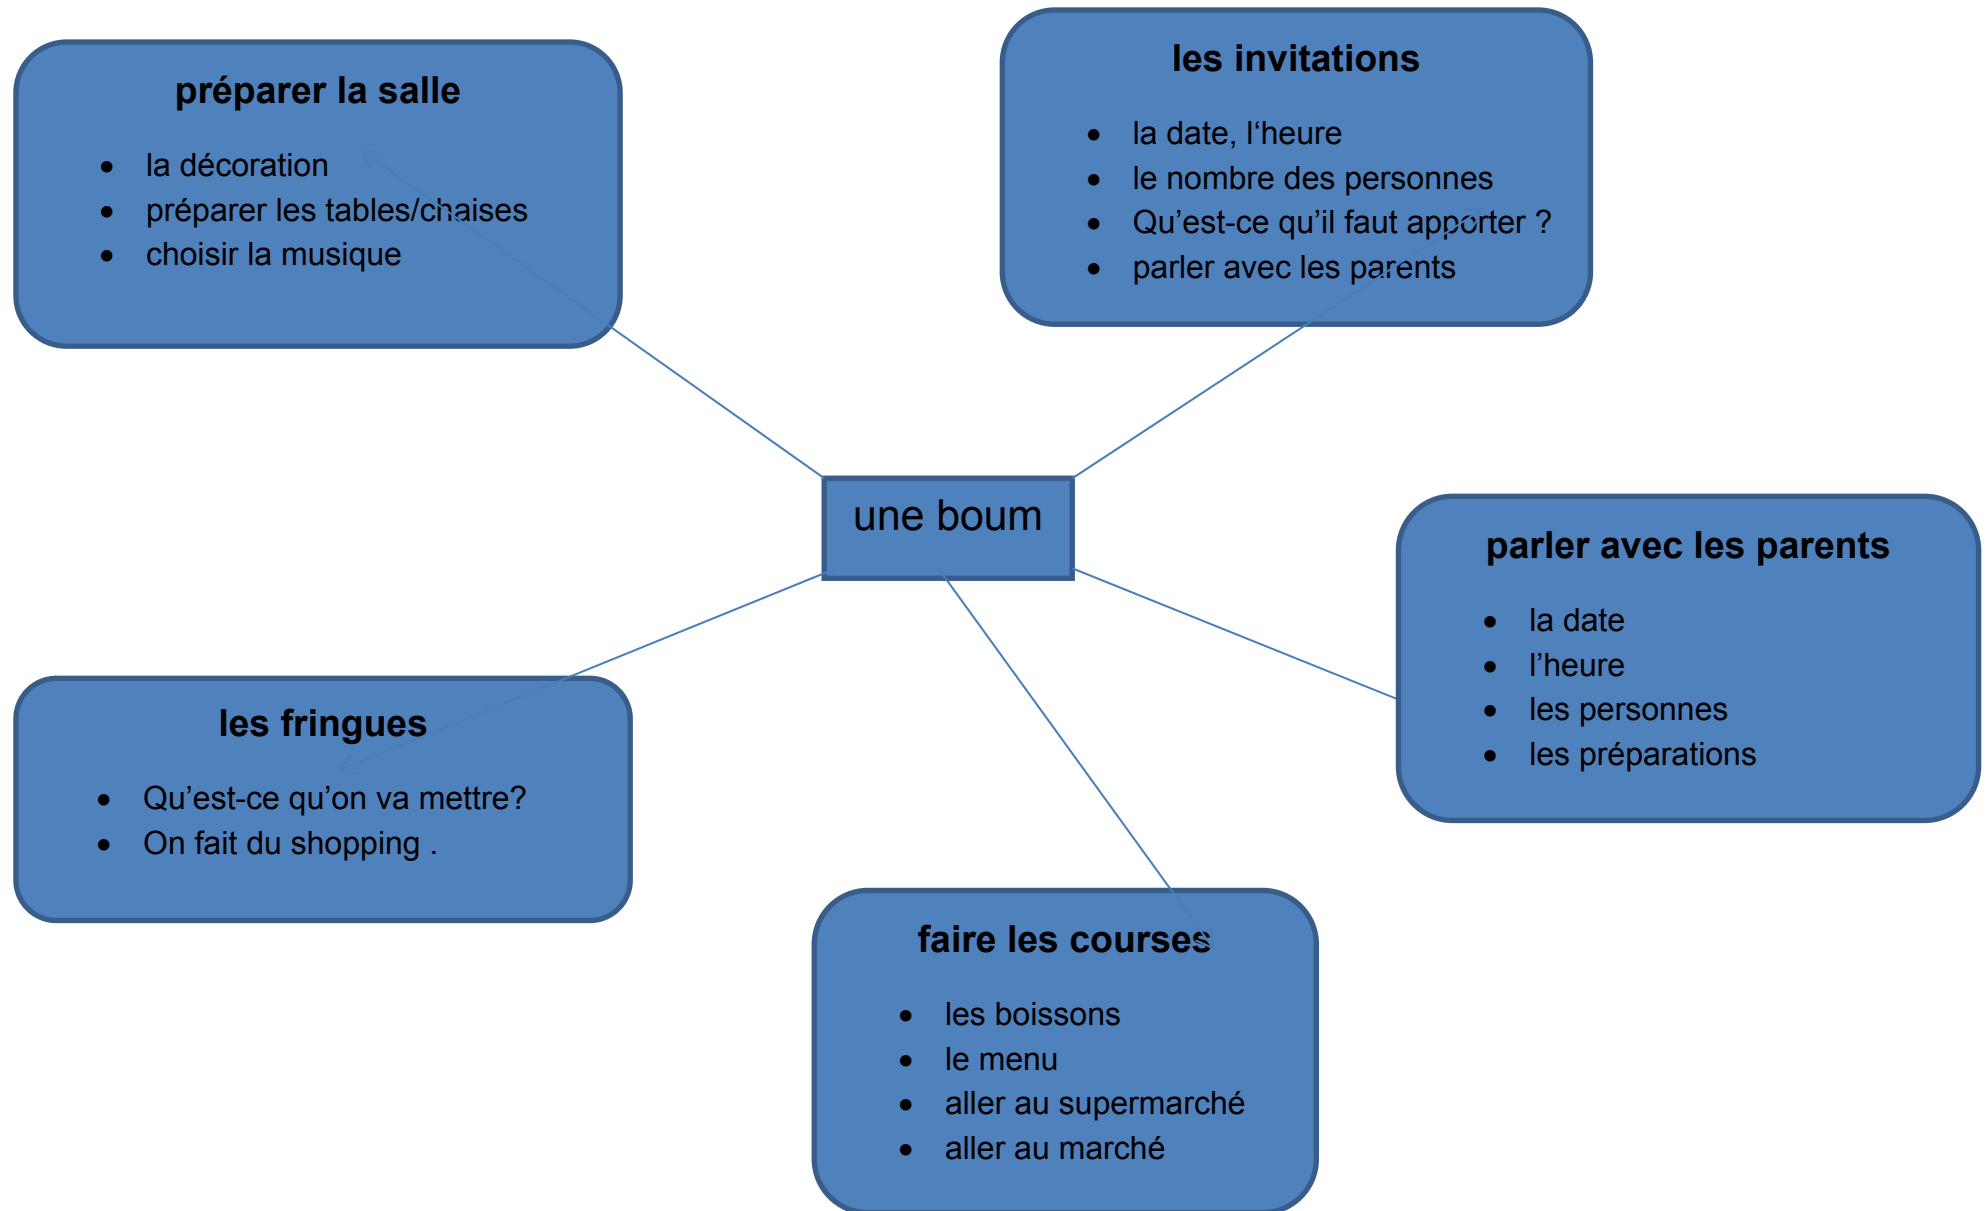 préparer la salle
• la décoration
• préparer les tables/chaises
• choisir la musique
les invitations
• la date, l‘heure
• le nombre des personnes
• Qu’est-ce qu’il faut apporter ?
• parler avec les parents
une boum
parler avec les parents
• la date
• l’heure
• les personnes
• les préparations
les fringues
• Qu’est-ce qu’on va mettre?
• On fait du shopping .
faire les courses
• les boissons
• le menu
• aller au supermarché
• aller au marché